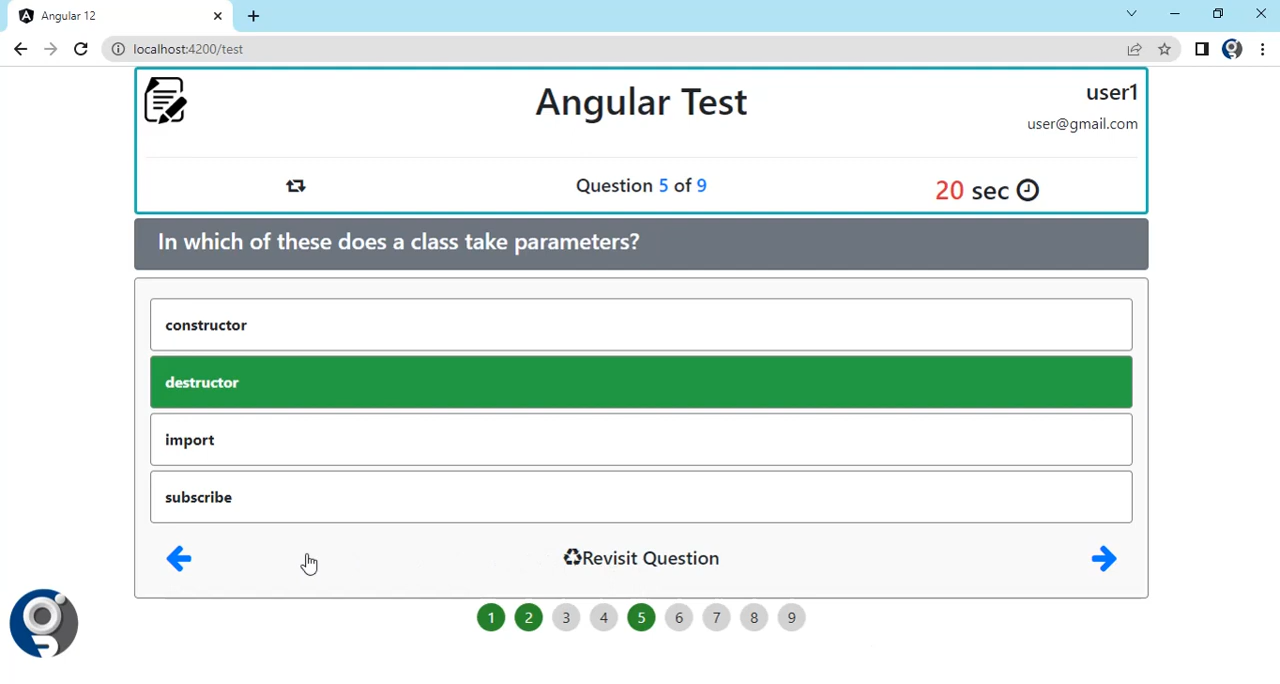 Angular 12
localhost:4200/test
Angular Test
user1
user@gmail.com
Question 5 of 9
20 sec
In which of these does a class take parameters?
constructor
destructor
import
subscribe
Revisit Question
1 2 3 4 5 6 7 8 9